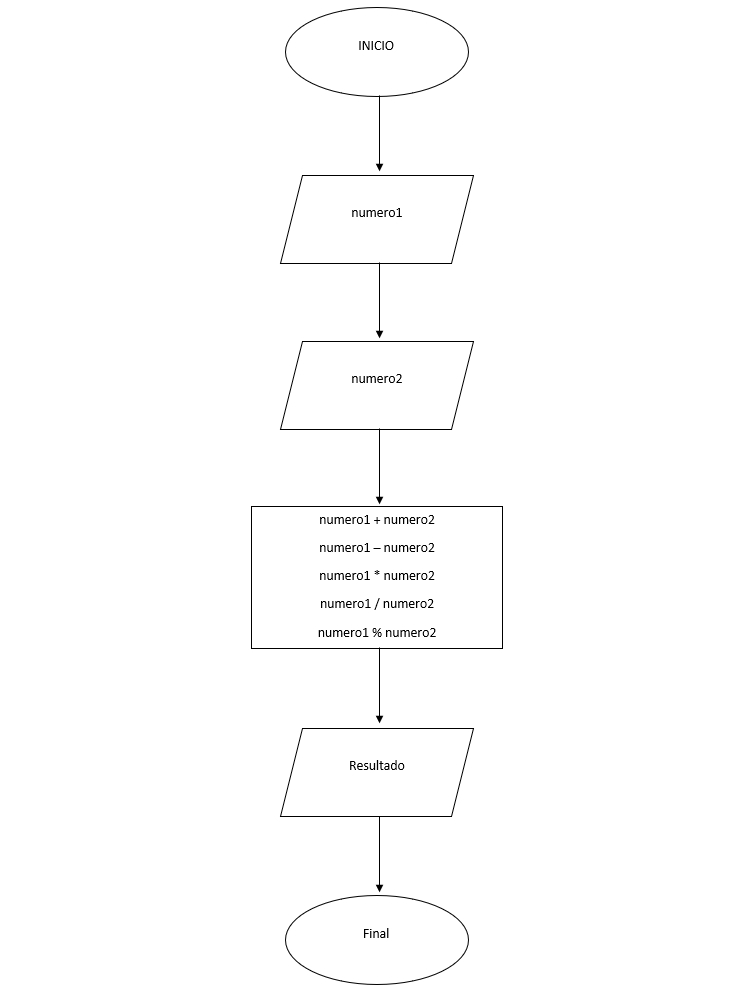 INICIO
numero1
numero2
numero1 + numero2
numero1 – numero2
numero1 * numero2
numero1 / numero2
numero1 % numero2
Resultado
Final